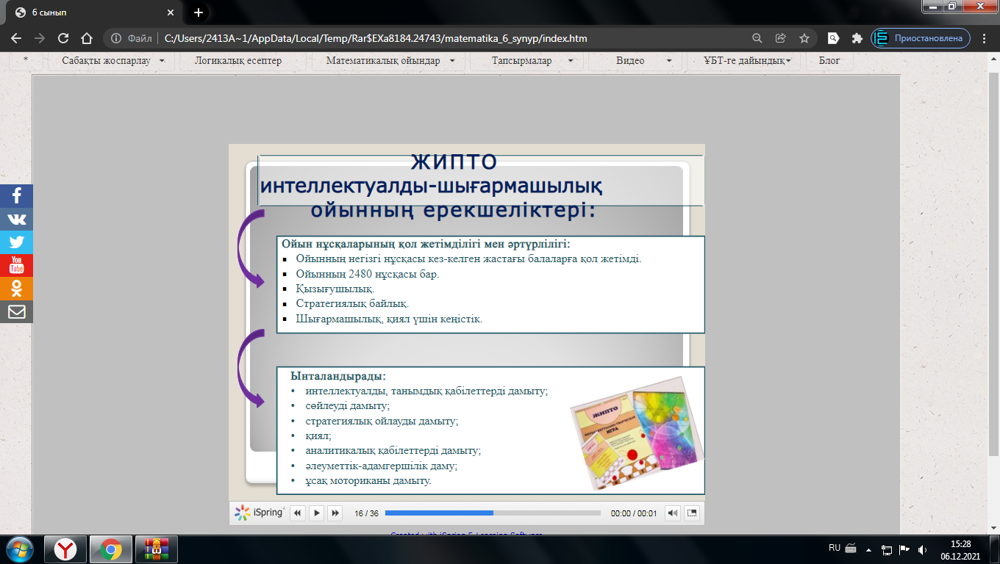 6 сынып
Файл
C:/Users/2413A~1/AppData/Local/Temp/Rar$EXa8184.24743/matematika_6_synyp/index.htm
Приостановлена
* Сабақты жоспарлау Логикалық есептер Математикалық ойындар Тапсырмалар Видео ҰБТ-ге дайындық Блог
ЖИПТО
интеллектуалды-шығармашылық
ойынның ерекшеліктері:
Ойын нұсқаларының қол жетімділігі мен әртүрлілігі:
▪ Ойынның негізгі нұсқасы кез-келген жастағы балаларға қол жетімді.
▪ Ойынның 2480 нұсқасы бар.
▪ Қызығушылық.
▪ Стратегиялық байлық.
▪ Шығармашылық, қиял үшін кеңістік.
Ынталандырады:
• интеллектуалды, танымдық қабілеттерді дамыту;
• сөйлеуді дамыту;
• стратегиялық ойлауды дамыту;
• қиял;
• аналитикалық қабілеттерді дамыту;
• әлеуметтік-адамгершілік даму;
• ұсақ моториканы дамыту.
ЖИПТО
ИГРА
You Tube
iSpring 16 / 36 00:00 / 00:01
RU
15:28
06.12.2021